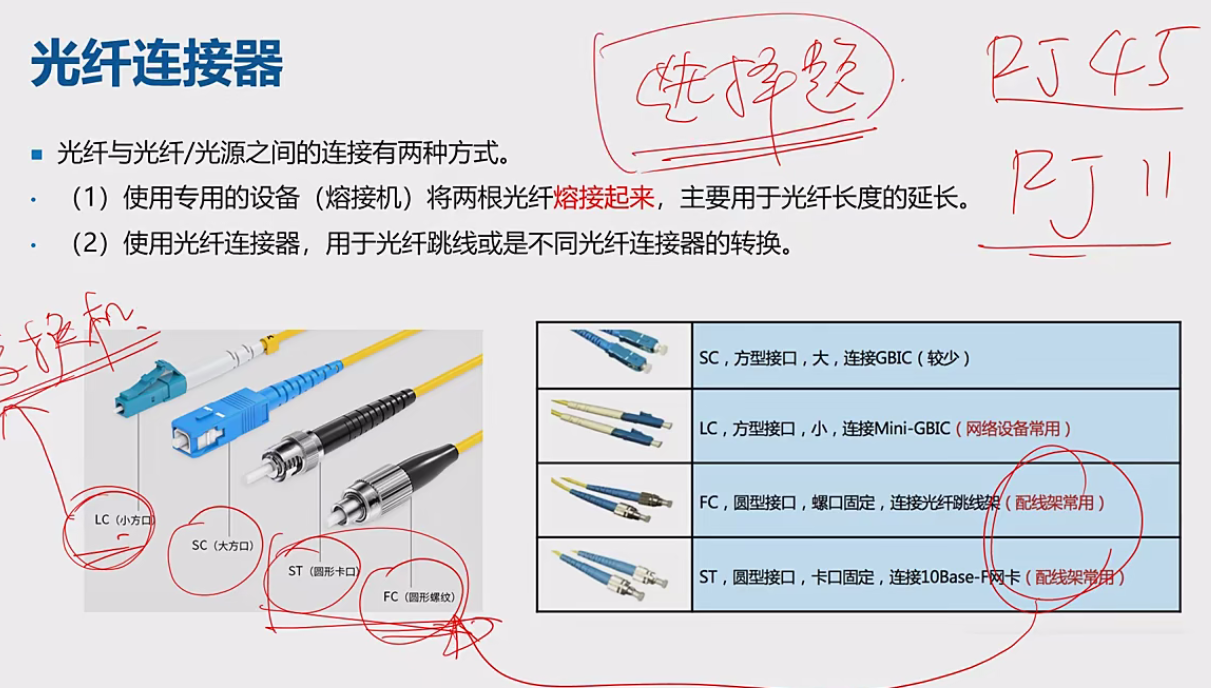 光纤连接器
选择题
RJ45
RJ11
■ 光纤与光纤/光源之间的连接有两种方式。
· （1）使用专用的设备（熔接机）将两根光纤熔接起来，主要用于光纤长度的延长。
· （2）使用光纤连接器，用于光纤跳线或是不同光纤连接器的转换。
交换机
LC（小方口）
SC（大方口）
ST（圆形卡口）
FC（圆形螺纹）
SC，方型接口，大，连接GBIC（较少）
LC，方型接口，小，连接Mini-GBIC（网络设备常用）
FC，圆型接口，螺口固定，连接光纤跳线架（配线架常用）
ST，圆型接口，卡口固定，连接10Base-F网卡（配线架常用）